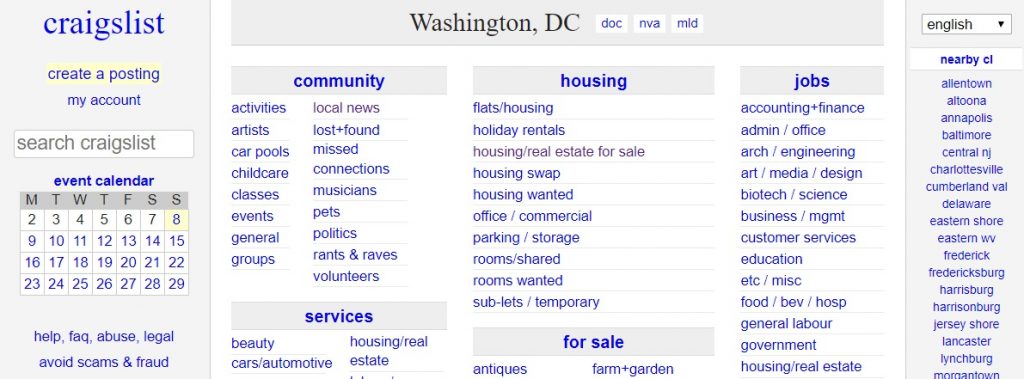 craigslist
create a posting
my account
search craigslist
event calendar
M T W T F S S
2 3 4 5 6 7 8
9 10 11 12 13 14 15
16 17 18 19 20 21 22
23 24 25 26 27 28 29
help, faq, abuse, legal
avoid scams & fraud
Washington, DC doc nva mld
community
activities
artists
car pools
childcare
classes
events
general
groups
local news
lost+found
missed
connections
musicians
pets
politics
rants & raves
volunteers
services
beauty
cars/automotive
housing/real
estate
housing
flats/housing
holiday rentals
housing/real estate for sale
housing swap
housing wanted
office / commercial
parking / storage
rooms/shared
rooms wanted
sub-lets / temporary
for sale
antiques
farm+garden
jobs
accounting+finance
admin / office
arch / engineering
art / media / design
biotech / science
business / mgmt
customer services
education
etc / misc
food / bev / hosp
general labour
government
housing/real estate
english
nearby cl
allentown
altoona
annapolis
baltimore
central nj
charlottesville
cumberland val
delaware
eastern shore
eastern wv
frederick
fredericksburg
harrisburg
harrisonburg
jersey shore
lancaster
lynchburg
morgantown